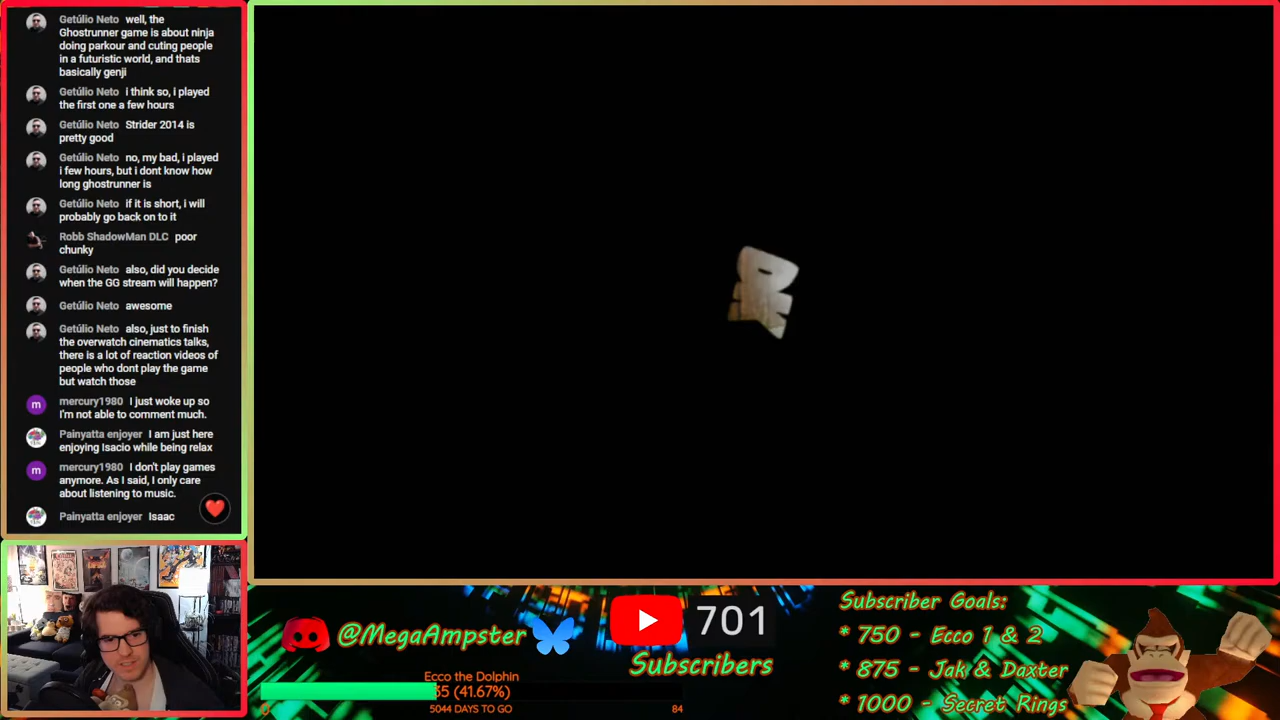 Getúlio Neto well, the
Ghostrunner game is about ninja
doing parkour and cuting people
in a futuristic world, and thats
basically genji
Getúlio Neto i think so, i played
the first one a few hours
Getúlio Neto Strider 2014 is
pretty good
Getúlio Neto no, my bad, i played
i few hours, but i dont know how
long ghostrunner is
Getúlio Neto if it is short, i will
probably go back on to it
Robb ShadowMan DLC poor
chunky
Getúlio Neto also, did you decide
when the GG stream will happen?
Getúlio Neto awesome
Getúlio Neto also, just to finish
the overwatch cinematics talks,
there is a lot of reaction videos of
people who dont play the game
but watch those
m mercury1980 I just woke up so
I'm not able to comment much.
Painyatta enjoyer I am just here
enjoying Isacio while being relax
m mercury1980 I don't play games
anymore. As I said, I only care
about listening to music.
Painyatta enjoyer Isaac
@MegaAmpster
701
Subscribers
Ecco the Dolphin
35 (41.67%)
0
5044 DAYS TO GO
84
Subscriber Goals:
* 750 - Ecco 1 & 2
* 875 - Jak & Daxter
* 1000 - Secret Rings